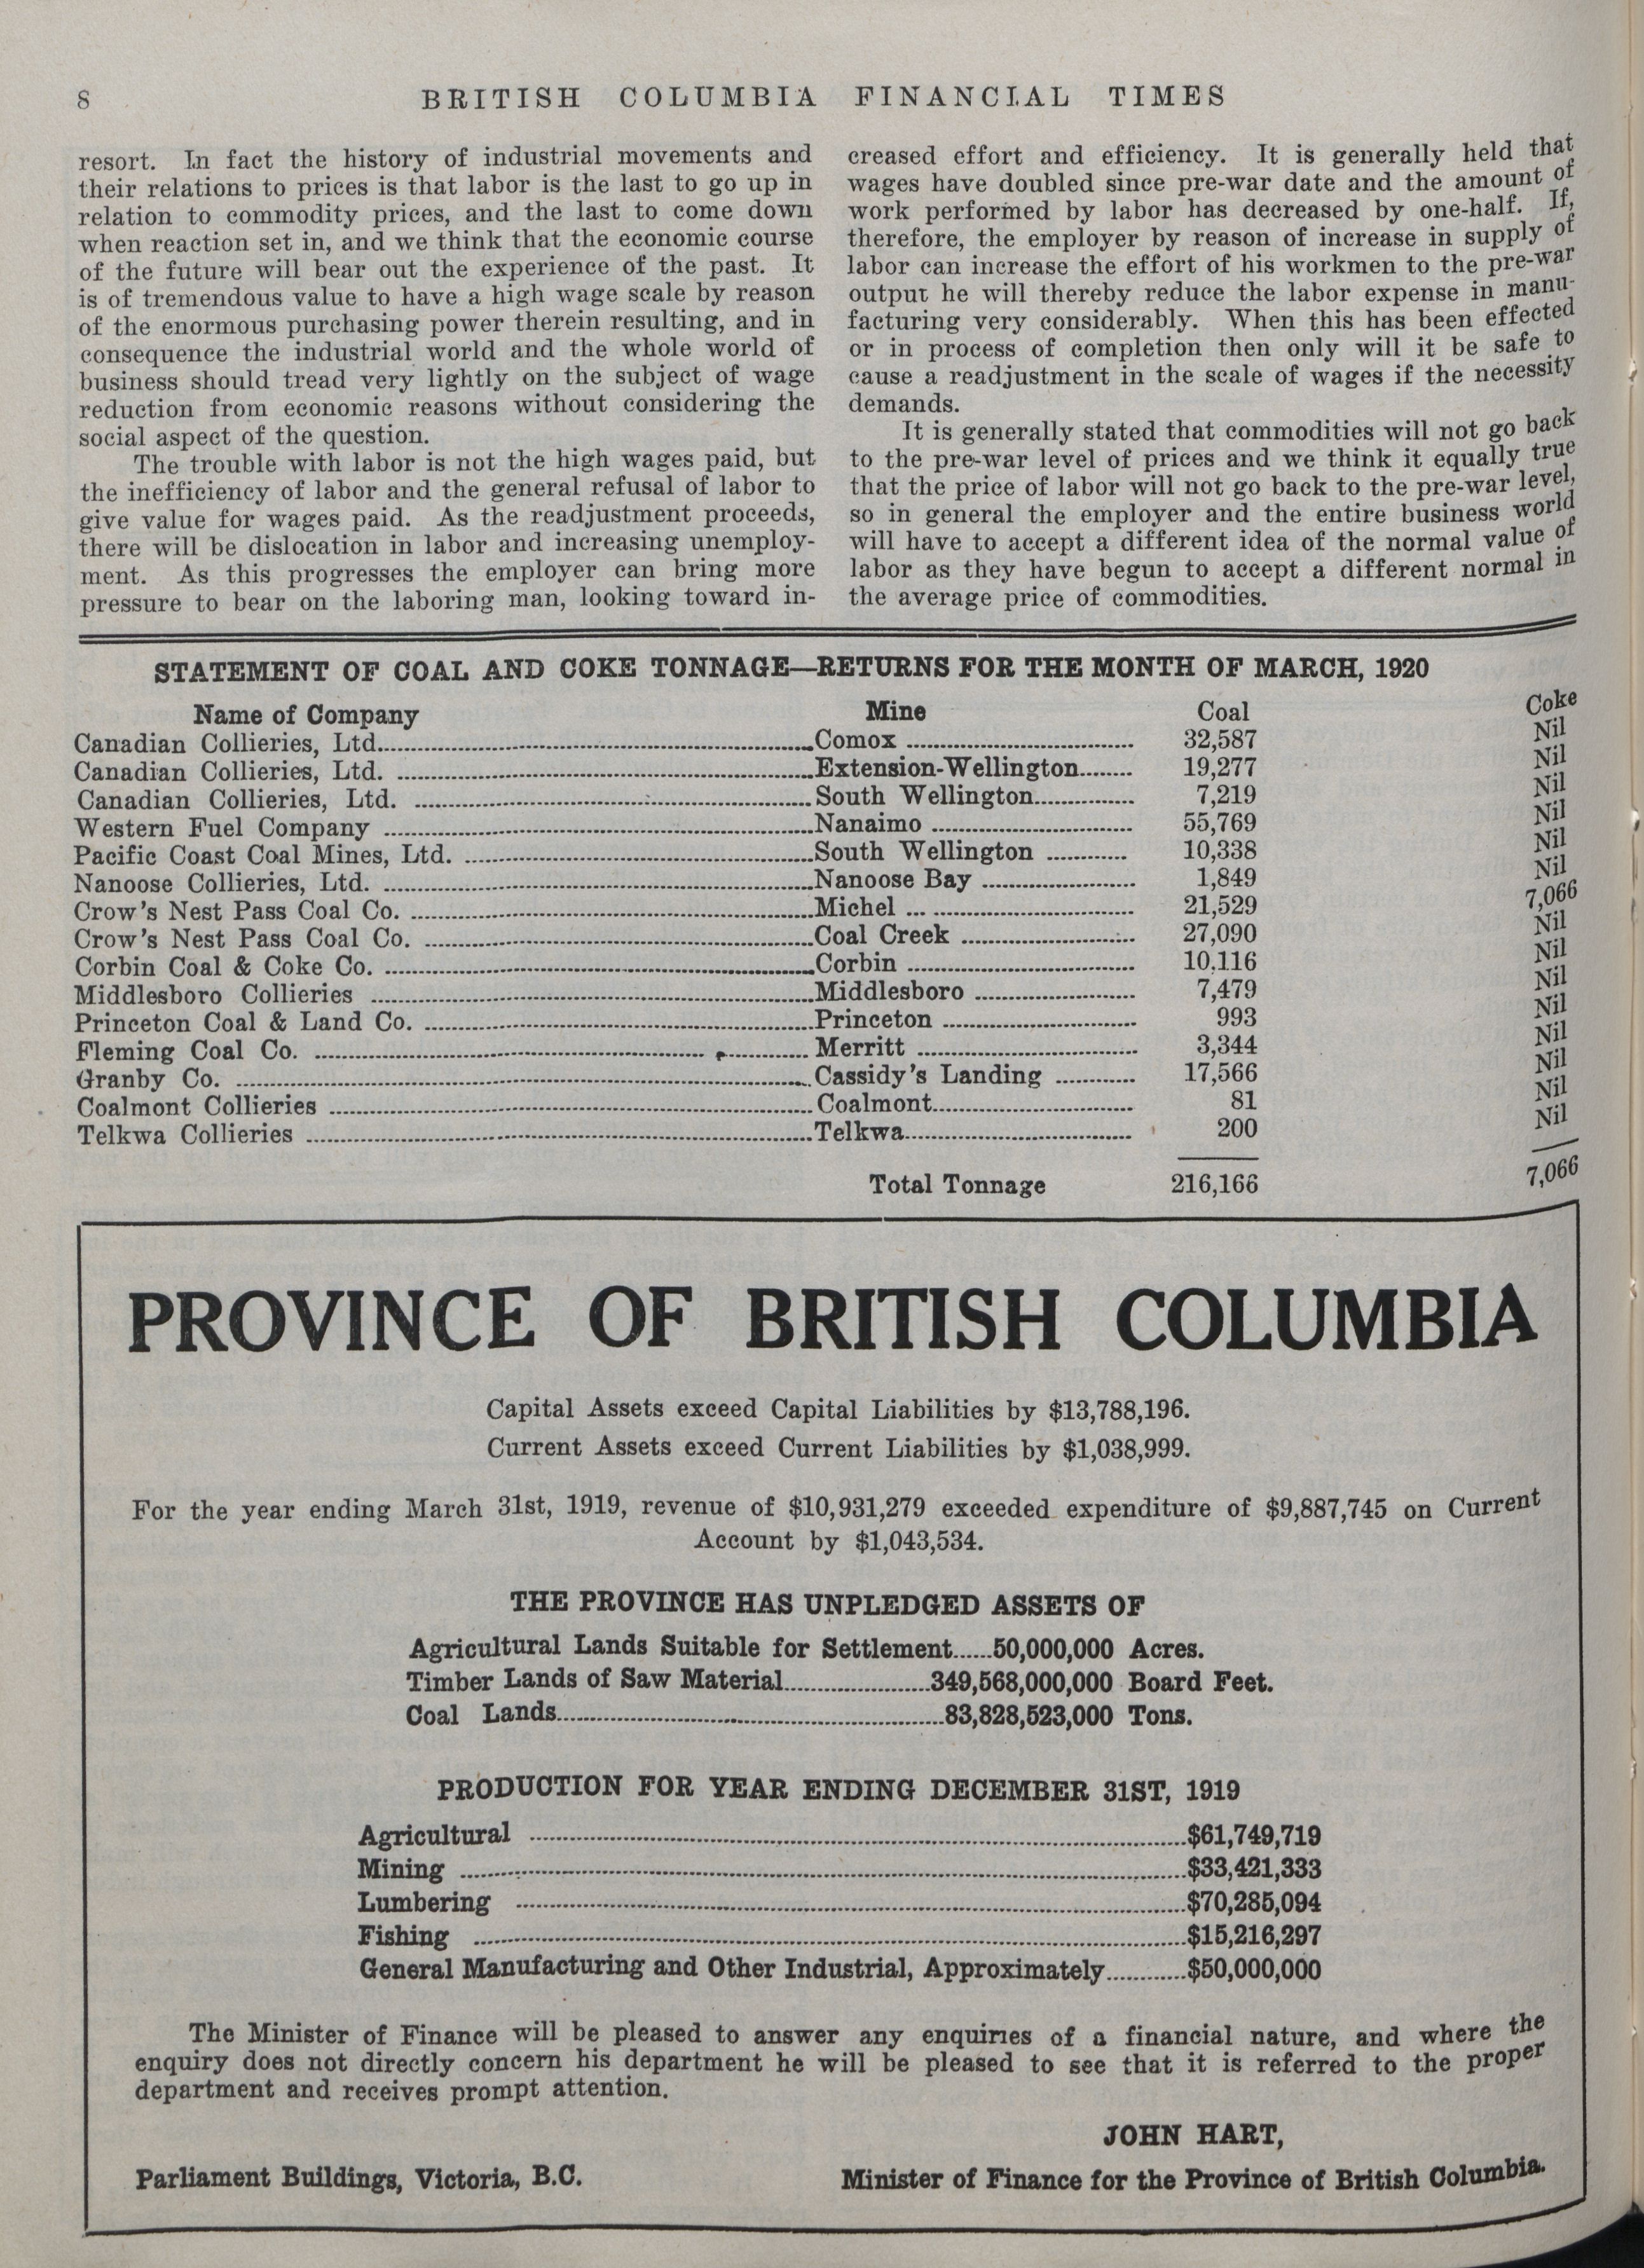 8 BRITISH COLUMBIA FINANCIAL TIMES
resort. In fact the history of industrial movements and
their relations to prices is that labor is the last to go up in
relation to commodity prices, and the last to come down
when reaction set in, and we think that the economic course
of the future will bear out the experience of the past. It
is of tremendous value to have a high wage scale by reason
of the enormous purchasing power therein resulting, and in
consequence the industrial world and the whole world of
business should tread very lightly on the subject of wage
reduction from economic reasons without considering the
social aspect of the question.
The trouble with labor is not the high wages paid, but
the inefficiency of labor and the general refusal of labor to
give value for wages paid. As the readjustment proceeds,
there will be dislocation in labor and increasing unemploy-
ment. As this progresses the employer can bring more
pressure to bear on the laboring man, looking toward in-
creased effort and efficiency. It is generally held that
wages have doubled since pre-war date and the amount of
work performed by labor has decreased by one-half. If,
therefore, the employer by reason of increase in supply of
labor can increase the effort of his workmen to the pre-war
output he will thereby reduce the labor expense in manu-
facturing very considerably. When this has been effected
or in process of completion then only will it be safe to
cause a readjustment in the scale of wages if the necessity
demands.
It is generally stated that commodities will not go back
to the pre-war level of prices and we think it equally true
that the price of labor will not go back to the pre-war level,
so in general the employer and the entire business world
will have to accept a different idea of the normal value of
labor as they have begun to accept a different normal in
the average price of commodities.
STATEMENT OF COAL AND COKE TONNAGE—RETURNS FOR THE MONTH OF MARCH, 1920
Name of Company Mine Coal Coke
Canadian Collieries, Ltd. Comox 32,587 Nil
Canadian Collieries, Ltd. Extension-Wellington 19,277 Nil
Canadian Collieries, Ltd. South Wellington 7,219 Nil
Western Fuel Company Nanaimo 55,769 Nil
Pacific Coast Coal Mines, Ltd. South Wellington 10,338 Nil
Nanoose Collieries, Ltd. Nanoose Bay 1,849 Nil
Crow's Nest Pass Coal Co. Michel 21,529 7,066
Crow's Nest Pass Coal Co. Coal Creek 27,090 Nil
Corbin Coal & Coke Co. Corbin 10,116 Nil
Middlesboro Collieries Middlesboro 7,479 Nil
Princeton Coal & Land Co. Princeton 993 Nil
Fleming Coal Co. Merritt 3,344 Nil
Granby Co. Cassidy's Landing 17,566 Nil
Coalmont Collieries Coalmont 81 Nil
Telkwa Collieries Telkwa 200 Nil
Total Tonnage 216,166 7,066
PROVINCE OF BRITISH COLUMBIA
Capital Assets exceed Capital Liabilities by $13,788,196.
Current Assets exceed Current Liabilities by $1,038,999.
For the year ending March 31st, 1919, revenue of $10,931,279 exceeded expenditure of $9,887,745 on Current
Account by $1,043,534.
THE PROVINCE HAS UNPLEDGED ASSETS OF
Agricultural Lands Suitable for Settlement......50,000,000 Acres.
Timber Lands of Saw Material......349,568,000,000 Board Feet.
Coal Lands......83,828,523,000 Tons.
PRODUCTION FOR YEAR ENDING DECEMBER 31ST, 1919
Agricultural ......$61,749,719
Mining ......$33,421,333
Lumbering ......$70,285,094
Fishing ......$15,216,297
General Manufacturing and Other Industrial, Approximately......$50,000,000
The Minister of Finance will be pleased to answer any enquiries of a financial nature, and where the
enquiry does not directly concern his department he will be pleased to see that it is referred to the proper
department and receives prompt attention.
JOHN HART,
Parliament Buildings, Victoria, B.C. Minister of Finance for the Province of British Columbia.